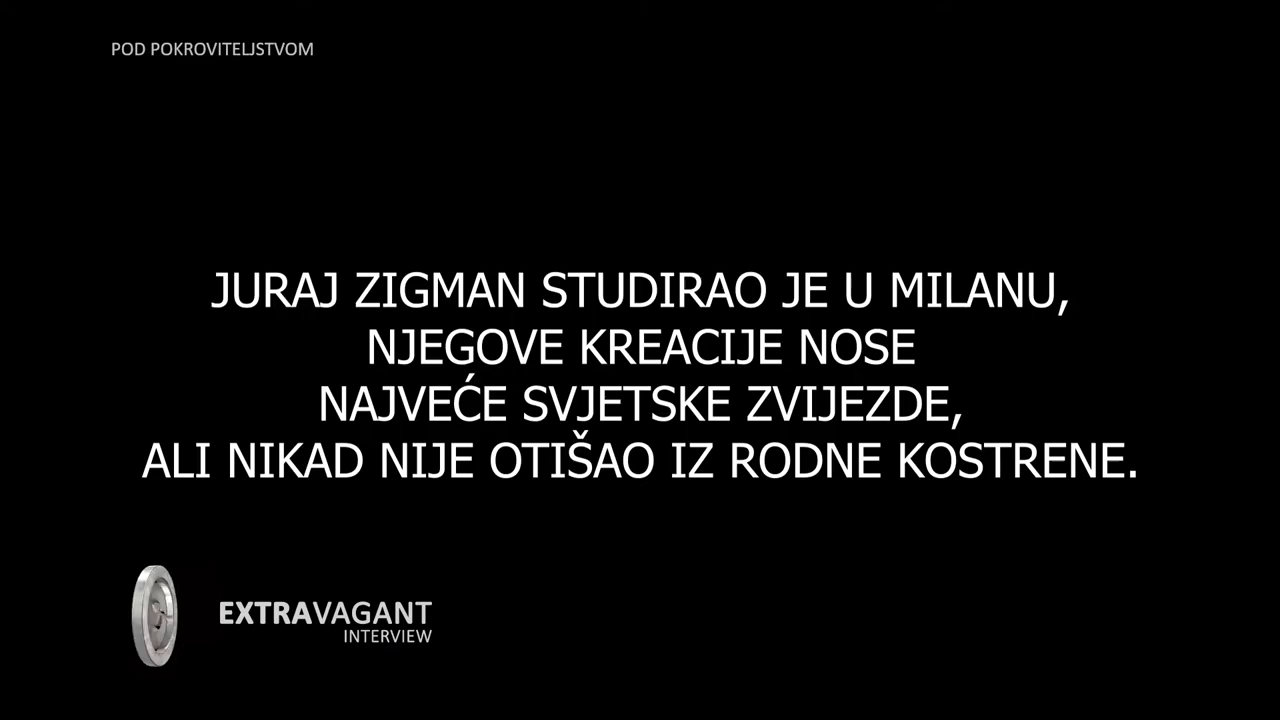 POD POKROVITELJSTVOM
JURAJ ZIGMAN STUDIRAO JE U MILANU,
NJEGOVE KREACIJE NOSE
NAJVEĆE SVJETSKE ZVIJEZDE,
ALI NIKAD NIJE OTIŠAO IZ RODNE KOSTRENE.
EXTRAVAGANT
INTERVIEW